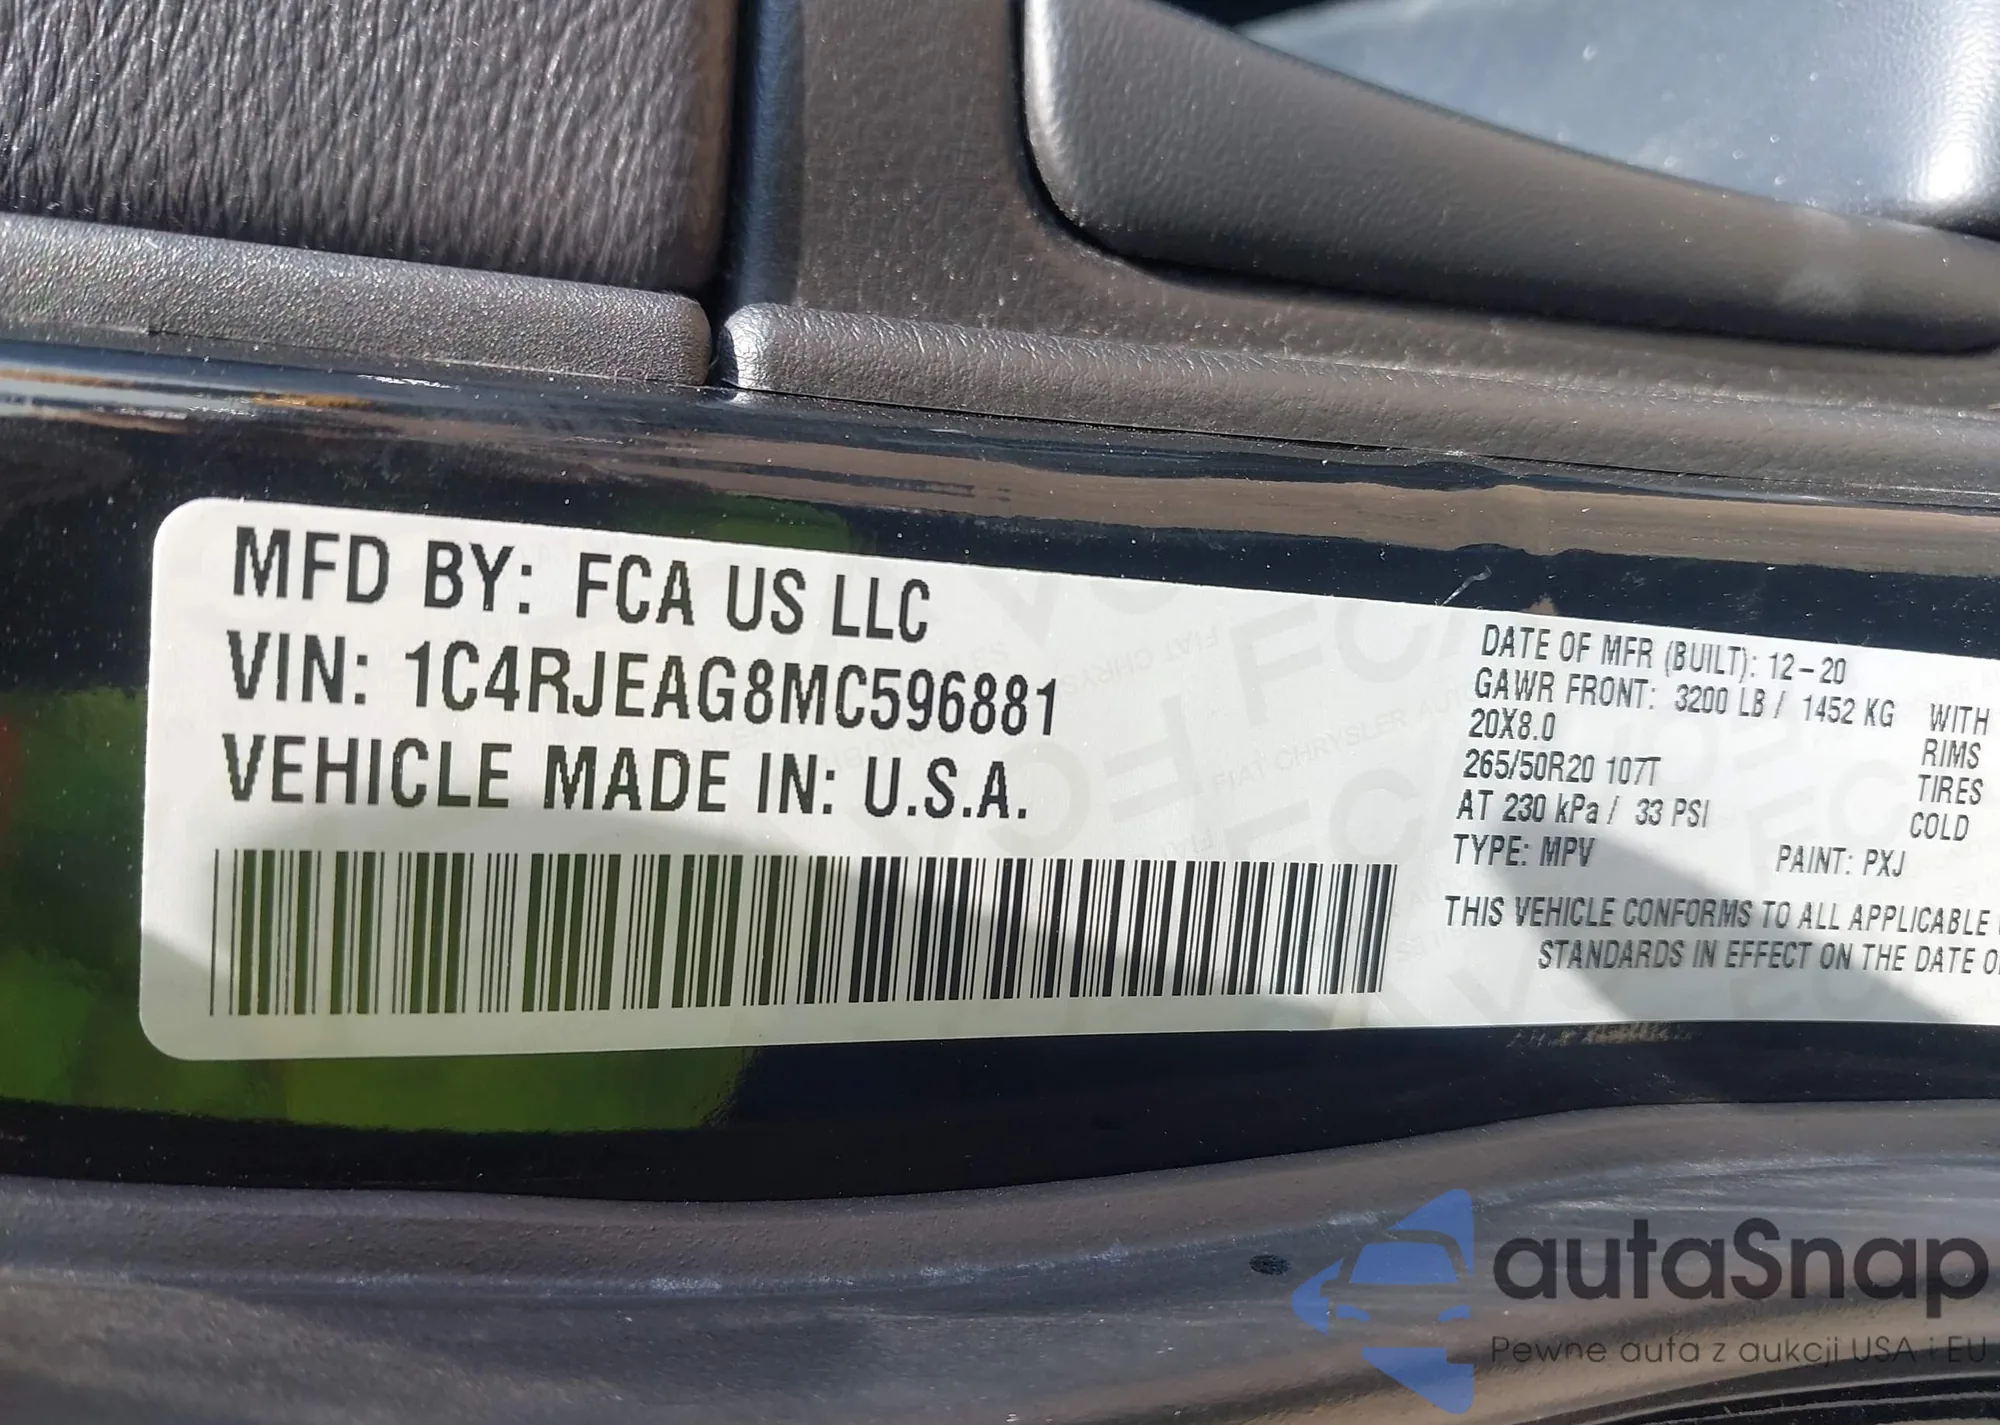 MFD BY: FCA US LLC
VIN: 1C4RJEAG8MC596881
VEHICLE MADE IN: U.S.A.
DATE OF MFR (BUILT): 12-20
GAWR FRONT: 3200 LB / 1452 KG WITH
20X8.0 RIMS
265/50R20 107T TIRES
AT 230 kPa / 33 PSI COLD
TYPE: MPV PAINT: PXJ
THIS VEHICLE CONFORMS TO ALL APPLICABLE
STANDARDS IN EFFECT ON THE DATE
autaSnap
Pewne auta z aukcji USA i EU